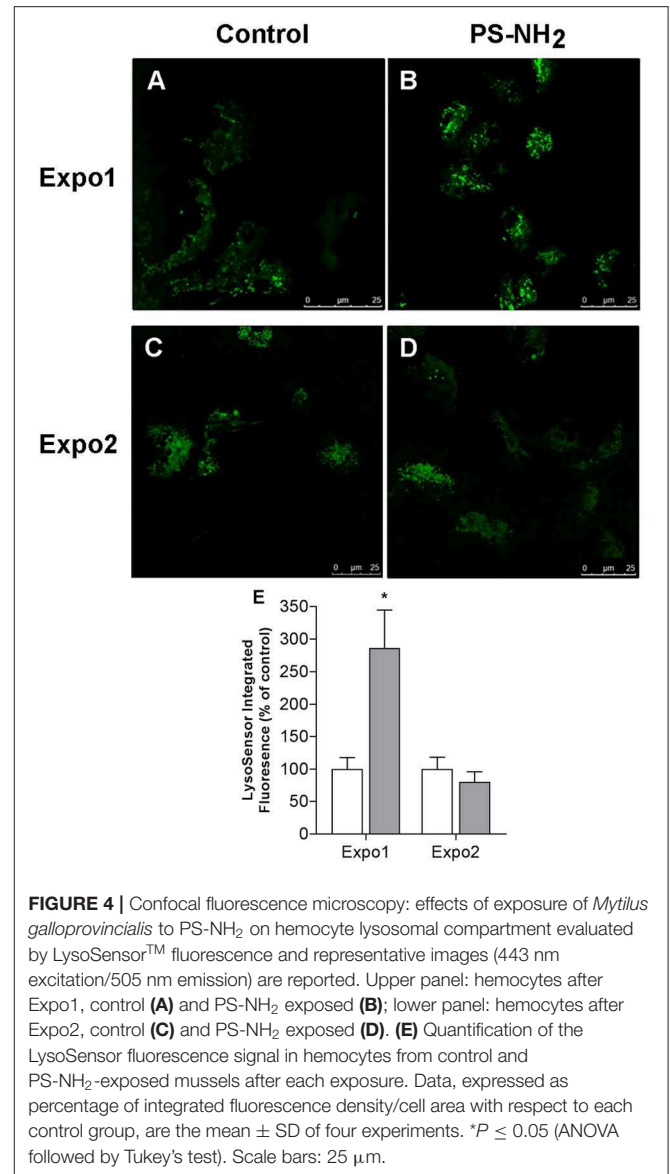 Control
PS-NH2
Expo1
A
B
0 µm 25
0 µm 25
Expo2
C
D
0 µm 25
0 µm 25
E
*
LysoSensor Integrated
Fluoresence (% of control)
350
300
250
200
150
100
50
0
Expo1
Expo2
FIGURE 4 | Confocal fluorescence microscopy: effects of exposure of Mytilus
galloprovincialis to PS-NH2 on hemocyte lysosomal compartment evaluated
by LysoSensor™ fluorescence and representative images (443 nm
excitation/505 nm emission) are reported. Upper panel: hemocytes after
Expo1, control (A) and PS-NH2 exposed (B); lower panel: hemocytes after
Expo2, control (C) and PS-NH2 exposed (D). (E) Quantification of the
LysoSensor fluorescence signal in hemocytes from control and
PS-NH2-exposed mussels after each exposure. Data, expressed as
percentage of integrated fluorescence density/cell area with respect to each
control group, are the mean ± SD of four experiments. *P ≤ 0.05 (ANOVA
followed by Tukey's test). Scale bars: 25 µm.